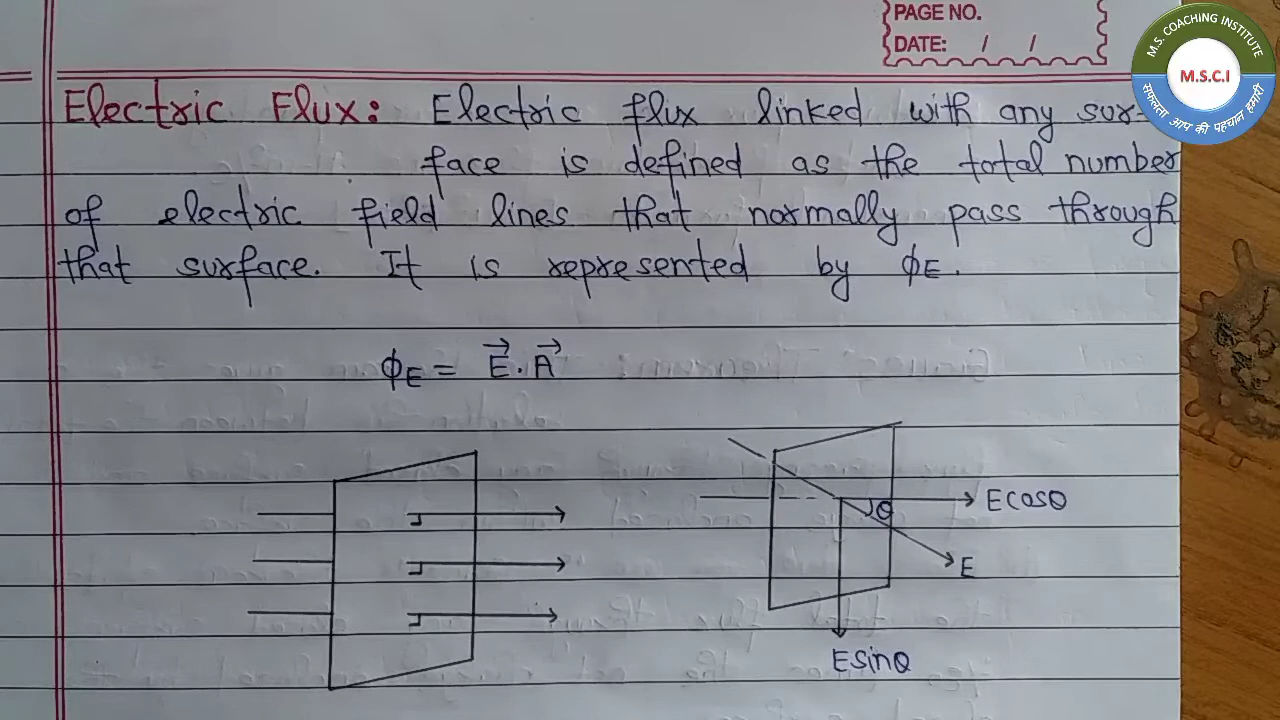 PAGE NO.
DATE: / /
M.S. COACHING INSTITUTE
M.S.C.I
सफलता आप की पहचान हमारी
Electric Flux: Electric flux linked with any sur-
face is defined as the total number
of electric field lines that normally pass through
that surface. It is represented by ϕE.
ϕE = E⃗ . A⃗
θ
E cosθ
E
E sinθ